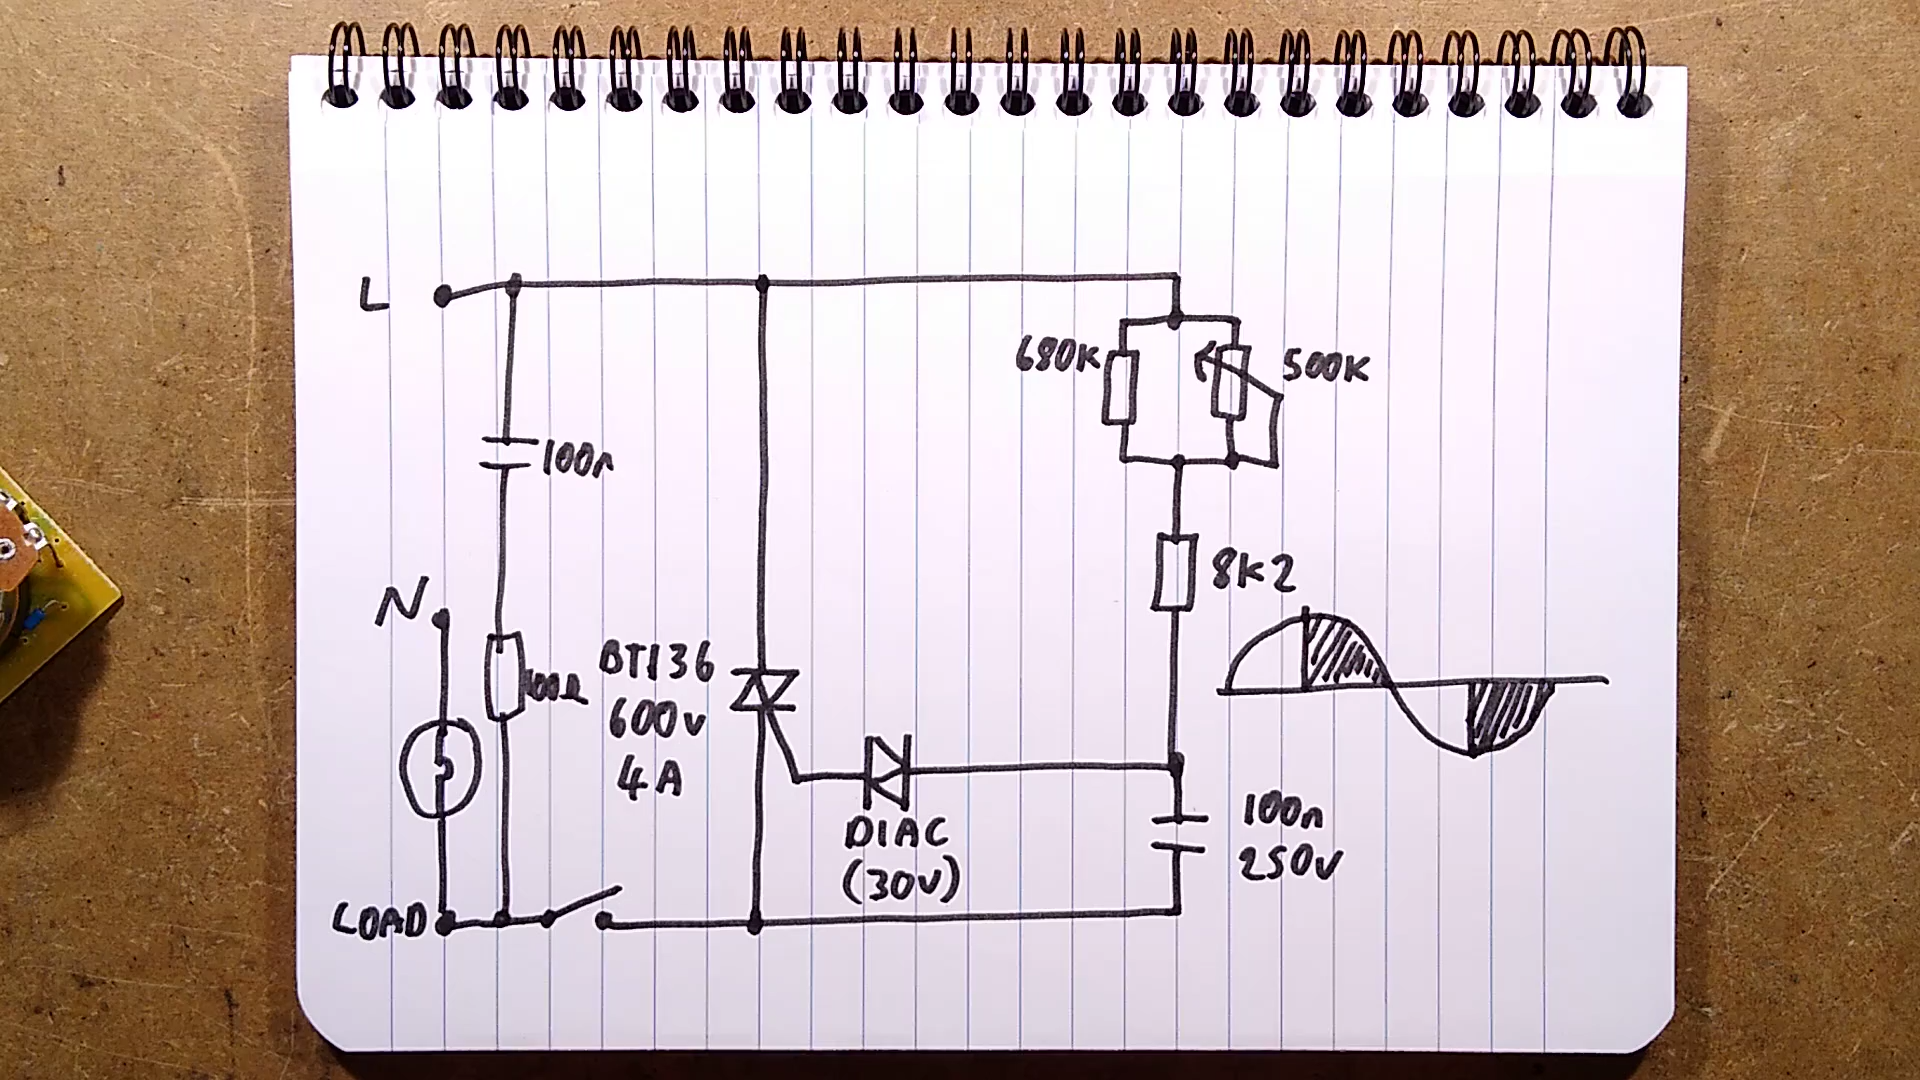 L
680K
500K
100n
8K2
N
100Ω
BT136
600V
4A
DIAC
(30V)
100n
250V
LOAD